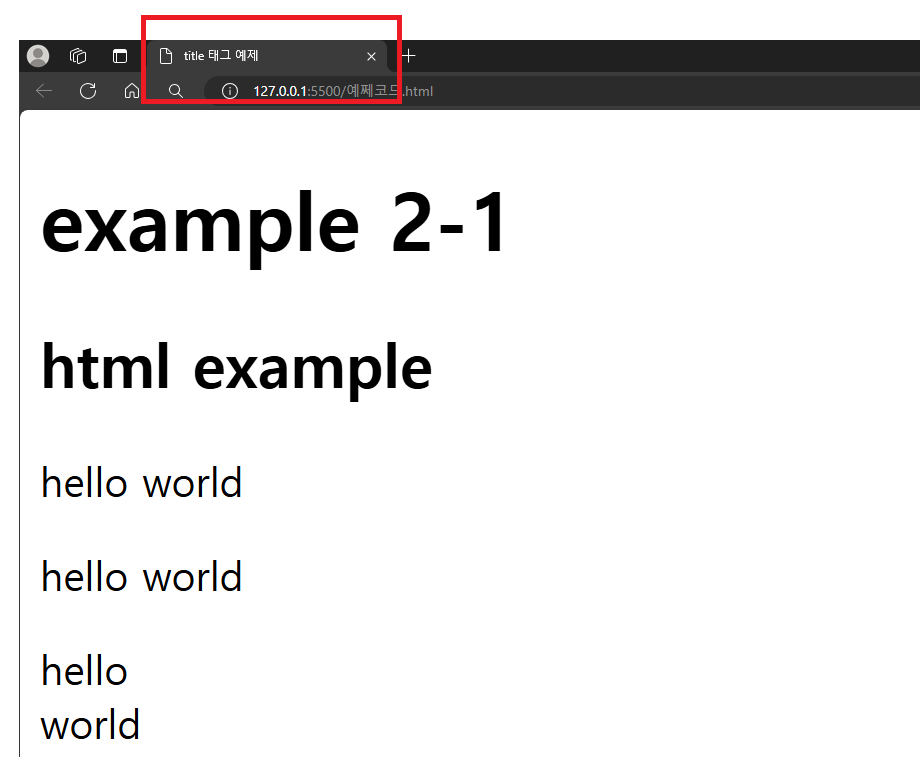 title 태그 예제
127.0.0.1:5500/예쩨코드.html
example 2-1
html example
hello world
hello world
hello
world